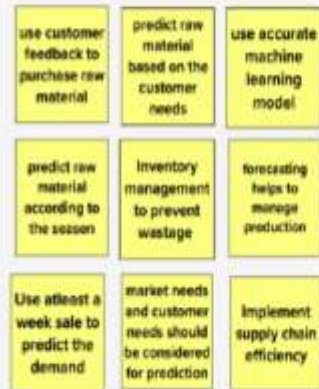 use customer
feedback to
purchase raw
material
predict raw
material
based on the
customer
needs
use accurate
machine
learning
model
predict raw
material
according to
the season
Inventory
management
to prevent
wastage
forecasting
helps to
manage
production
Use atleast a
week sale to
predict the
demand
market needs
and customer
needs should
be considered
for prediction
Implement
supply chain
efficiency